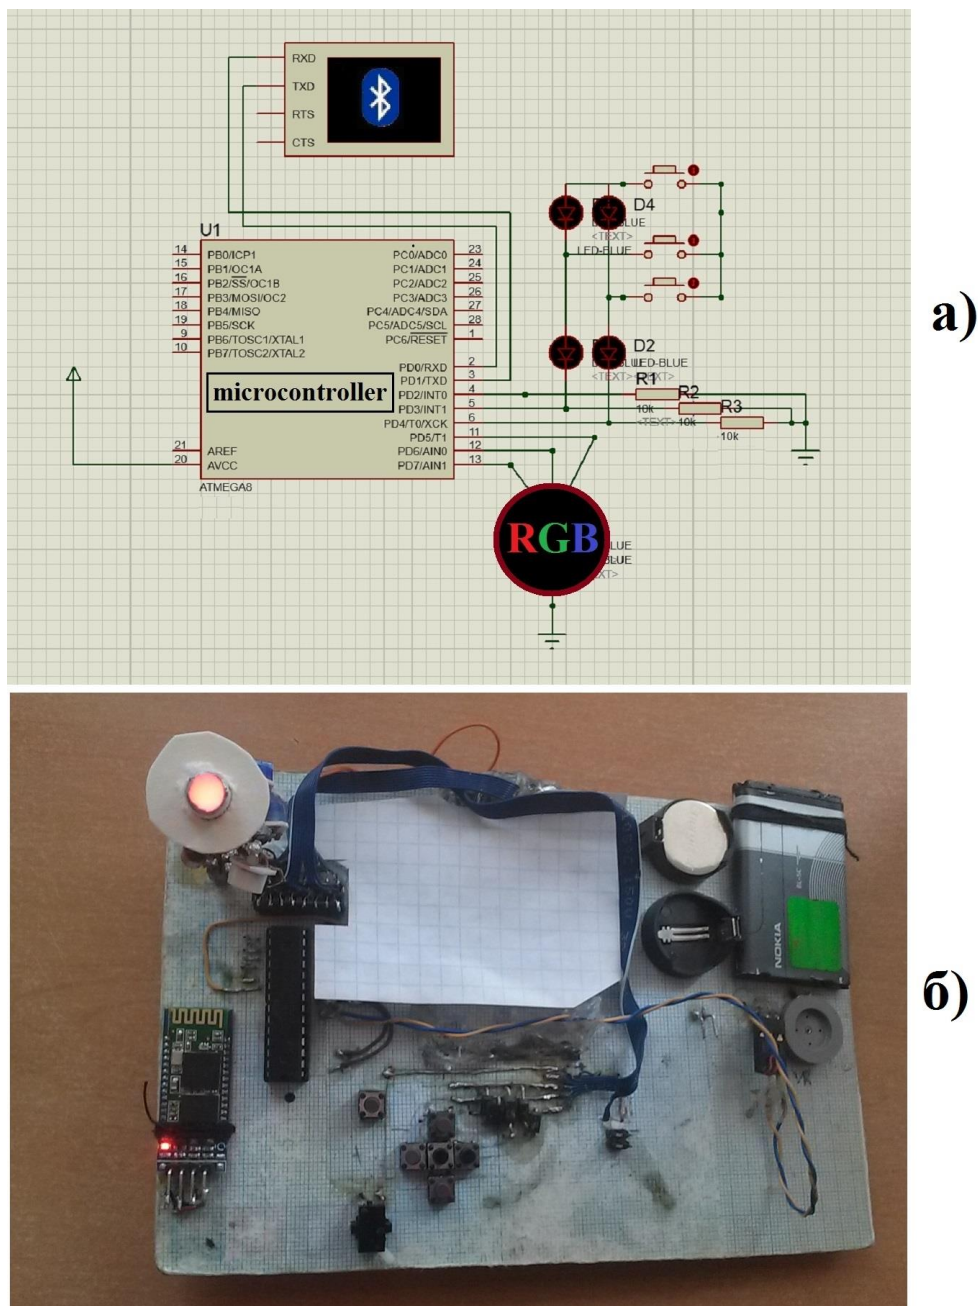 RXD
TXD
RTS
CTS
U1
14 PB0/ICP1 PC0/ADC0 23
15 PB1/OC1A PC1/ADC1 24
16 PB2/SS/OC1B PC2/ADC2 25
17 PB3/MOSI/OC2 PC3/ADC3 26
18 PB4/MISO PC4/ADC4/SDA 27
19 PB5/SCK PC5/ADC5/SCL 28
9 PB6/TOSC1/XTAL1 PC6/RESET 1
10 PB7/TOSC2/XTAL2
PD0/RXD 2
PD1/TXD 3
microcontroller PD2/INT0 4
PD3/INT1 5
PD4/T0/XCK 6
PD5/T1 11
21 AREF PD6/AIN0 12
20 AVCC PD7/AIN1 13
ATMEGA8
D4
<TEXT>
LED-BLUE
D2
LED-BLUE
R1
R2
R3
10k
<TEXT> 10k
10k
RGB
а)
NOKIA
б)